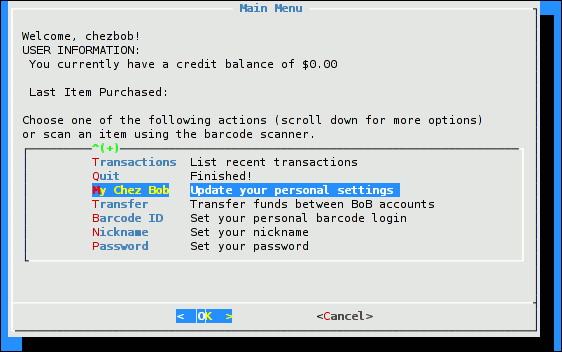 Main Menu
Welcome, chezbob!
USER INFORMATION:
You currently have a credit balance of $0.00
Last Item Purchased:
Choose one of the following actions (scroll down for more options)
or scan an item using the barcode scanner.
^(+)
Transactions List recent transactions
Quit Finished!
My Chez Bob Update your personal settings
Transfer Transfer funds between BoB accounts
Barcode ID Set your personal barcode login
Nickname Set your nickname
Password Set your password
< OK > <Cancel>